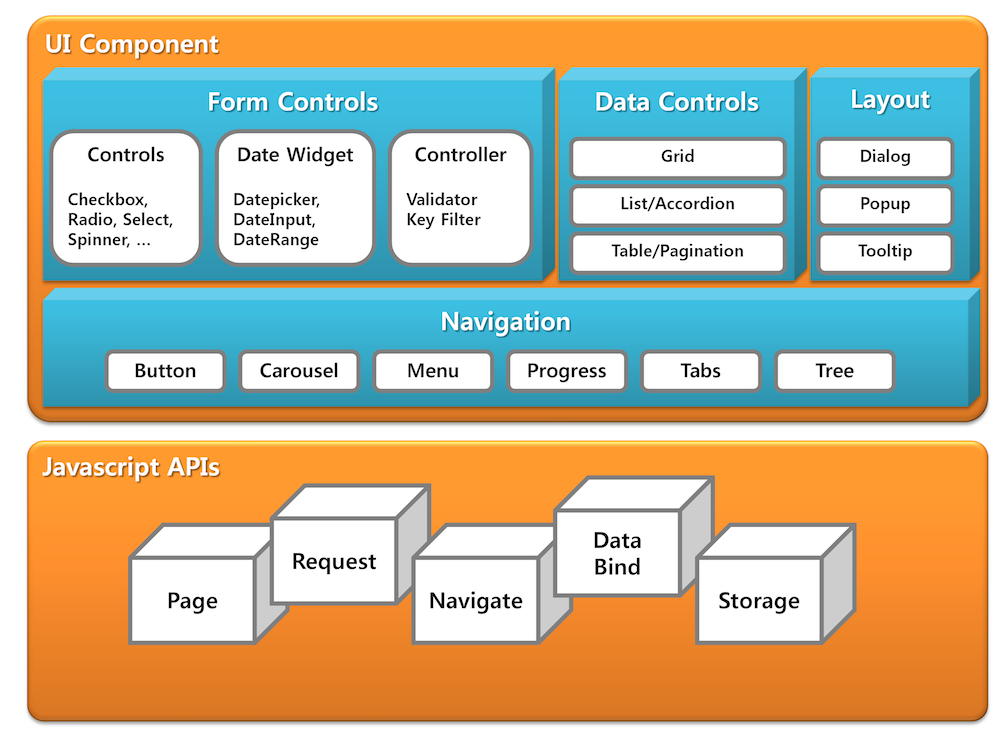 UI Component
Form Controls
Controls
Checkbox,
Radio, Select,
Spinner, ...
Date Widget
Datepicker,
DateInput,
DateRange
Controller
Validator
Key Filter
Data Controls
Grid
List/Accordion
Table/Pagination
Layout
Dialog
Popup
Tooltip
Navigation
Button
Carousel
Menu
Progress
Tabs
Tree
Javascript APIs
Page
Request
Navigate
Data
Bind
Storage